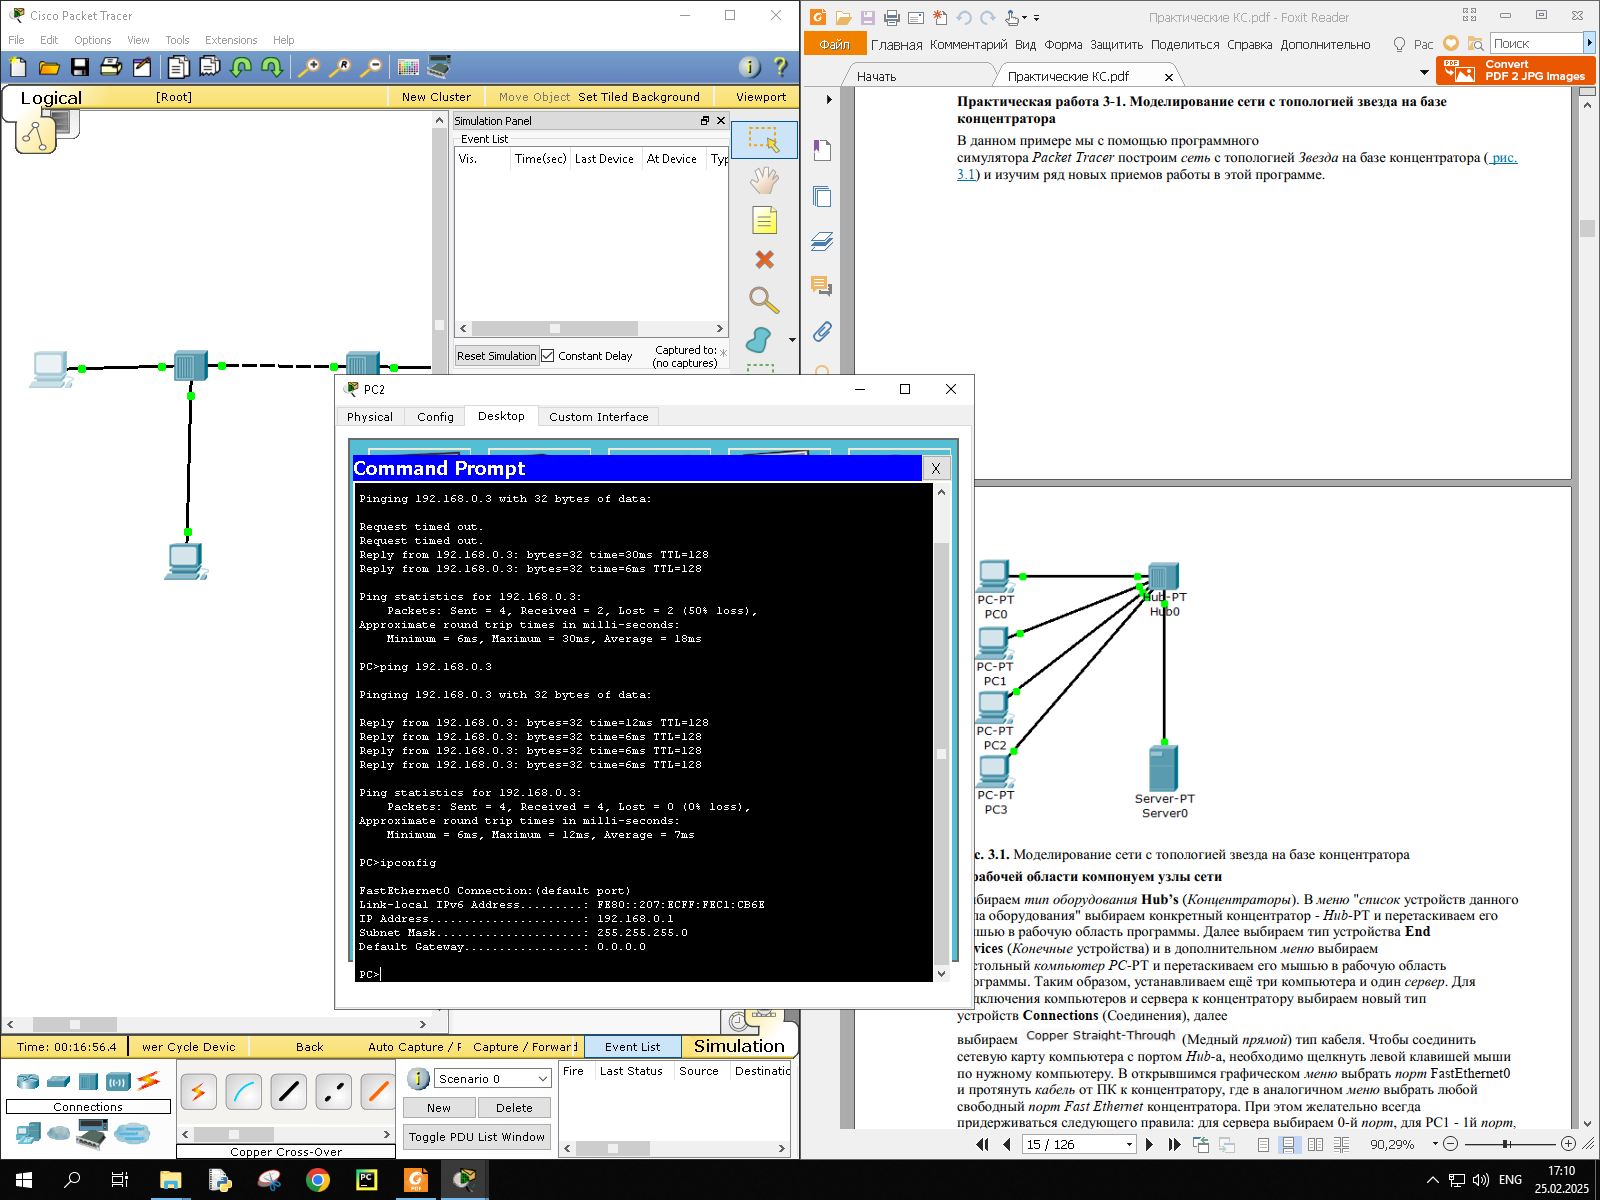 Cisco Packet Tracer
File Edit Options View Tools Extensions Help
Logical [Root] New Cluster Move Object Set Tiled Background Viewport
Simulation Panel
Event List
Vis. Time(sec) Last Device At Device Typ
Reset Simulation Constant Delay Captured to: *
(no captures)
PC2
Physical Config Desktop Custom Interface
Command Prompt X
Pinging 192.168.0.3 with 32 bytes of data:
Request timed out.
Request timed out.
Reply from 192.168.0.3: bytes=32 time=30ms TTL=128
Reply from 192.168.0.3: bytes=32 time=6ms TTL=128
Ping statistics for 192.168.0.3:
Packets: Sent = 4, Received = 2, Lost = 2 (50% loss),
Approximate round trip times in milli-seconds:
Minimum = 6ms, Maximum = 30ms, Average = 18ms
PC>ping 192.168.0.3
Pinging 192.168.0.3 with 32 bytes of data:
Reply from 192.168.0.3: bytes=32 time=12ms TTL=128
Reply from 192.168.0.3: bytes=32 time=6ms TTL=128
Reply from 192.168.0.3: bytes=32 time=6ms TTL=128
Reply from 192.168.0.3: bytes=32 time=6ms TTL=128
Ping statistics for 192.168.0.3:
Packets: Sent = 4, Received = 4, Lost = 0 (0% loss),
Approximate round trip times in milli-seconds:
Minimum = 6ms, Maximum = 12ms, Average = 7ms
PC>ipconfig
FastEthernet0 Connection:(default port)
Link-local IPv6 Address.........: FE80::207:ECFF:FEC1:CB6E
IP Address......................: 192.168.0.1
Subnet Mask.....................: 255.255.255.0
Default Gateway.................: 0.0.0.0
PC>
Time: 00:16:56.4 wer Cycle Devic Back Auto Capture / P Capture / Forward Event List Simulation
Connections
Copper Cross-Over
Scenario 0
New Delete
Toggle PDU List Window
Fire Last Status Source Destinatic
Практические КС.pdf - Foxit Reader
Файл Главная Комментарий Вид Форма Защитить Поделиться Справка Дополнительно Рас Поиск
Начать Практические КС.pdf
Convert
PDF 2 JPG Images
Практическая работа 3-1. Моделирование сети с топологией звезда на базе
концентратора
В данном примере мы с помощью программного
симулятора Packet Tracer построим сеть с топологией Звезда на базе концентратора ( рис.
3.1) и изучим ряд новых приемов работы в этой программе.
PC-PT
PC0
Hub-PT
Hub0
PC-PT
PC1
PC-PT
PC2
PC-PT
PC3
Server-PT
Server0
с. 3.1. Моделирование сети с топологией звезда на базе концентратора
рабочей области компонуем узлы сети
бираем тип оборудования Hub’s (Концентраторы). В меню "список устройств данного
па оборудования" выбираем конкретный концентратор - Hub-PT и перетаскиваем его
ышью в рабочую область программы. Далее выбираем тип устройства End
vices (Конечные устройства) и в дополнительном меню выбираем
стольный компьютер PC-PT и перетаскиваем его мышью в рабочую область
ограммы. Таким образом, устанавливаем ещё три компьютера и один сервер. Для
дключения компьютеров и сервера к концентратору выбираем новый тип
устройств Connections (Соединения), далее
выбираем Copper Straight-Through (Медный прямой) тип кабеля. Чтобы соединить
сетевую карту компьютера с портом Hub-а, необходимо щелкнуть левой клавишей мыши
по нужному компьютеру. В открывшимся графическом меню выбрать порт FastEthernet0
и протянуть кабель от ПК к концентратору, где в аналогичном меню выбрать любой
свободный порт Fast Ethernet концентратора. При этом желательно всегда
придерживаться следующего правила: для сервера выбираем 0-й порт, для PC1 - 1й порт,
15 / 126 90,29%
ENG 17:10
25.02.2025